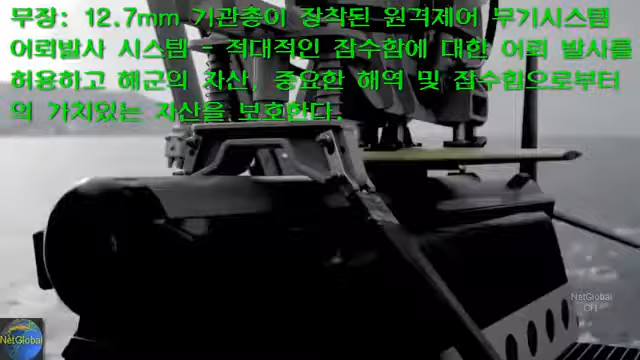 무장: 12.7mm 기관총이 장착된 원격제어 무기시스템
어뢰발사 시스템 - 적대적인 잠수함에 대한 어뢰 발사를
허용하고 해군의 자산, 중요한 해역 및 잠수함으로부터
의 가치있는 자산을 보호한다.
NetGlobal
CH
NetGlobal